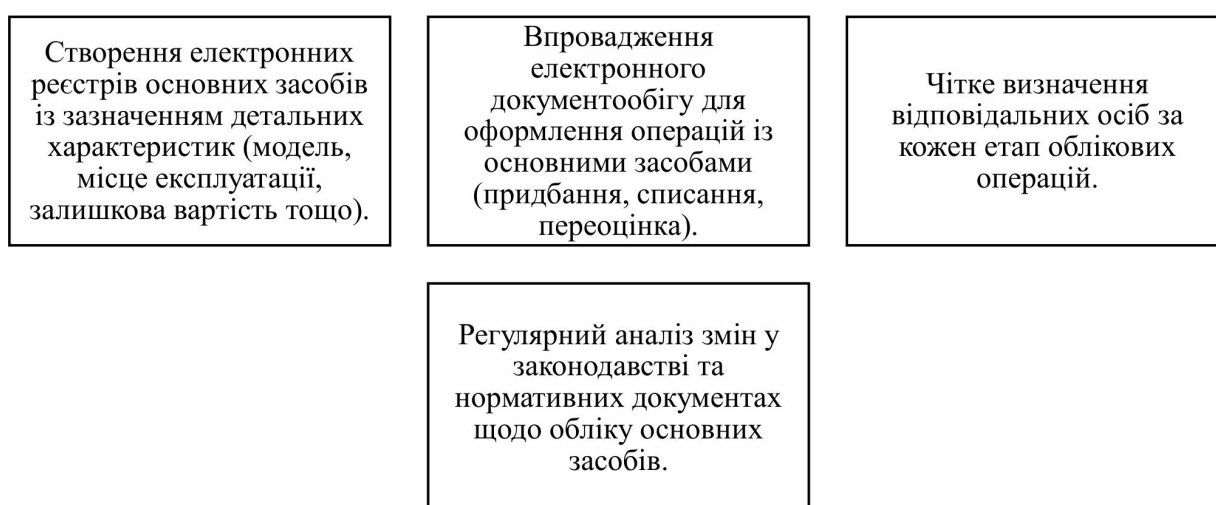 Створення електронних
реєстрів основних засобів
із зазначенням детальних
характеристик (модель,
місце експлуатації,
залишкова вартість тощо).
Впровадження
електронного
документообігу для
оформлення операцій із
основними засобами
(придбання, списання,
переоцінка).
Чітке визначення
відповідальних осіб за
кожен етап облікових
операцій.
Регулярний аналіз змін у
законодавстві та
нормативних документах
щодо обліку основних
засобів.